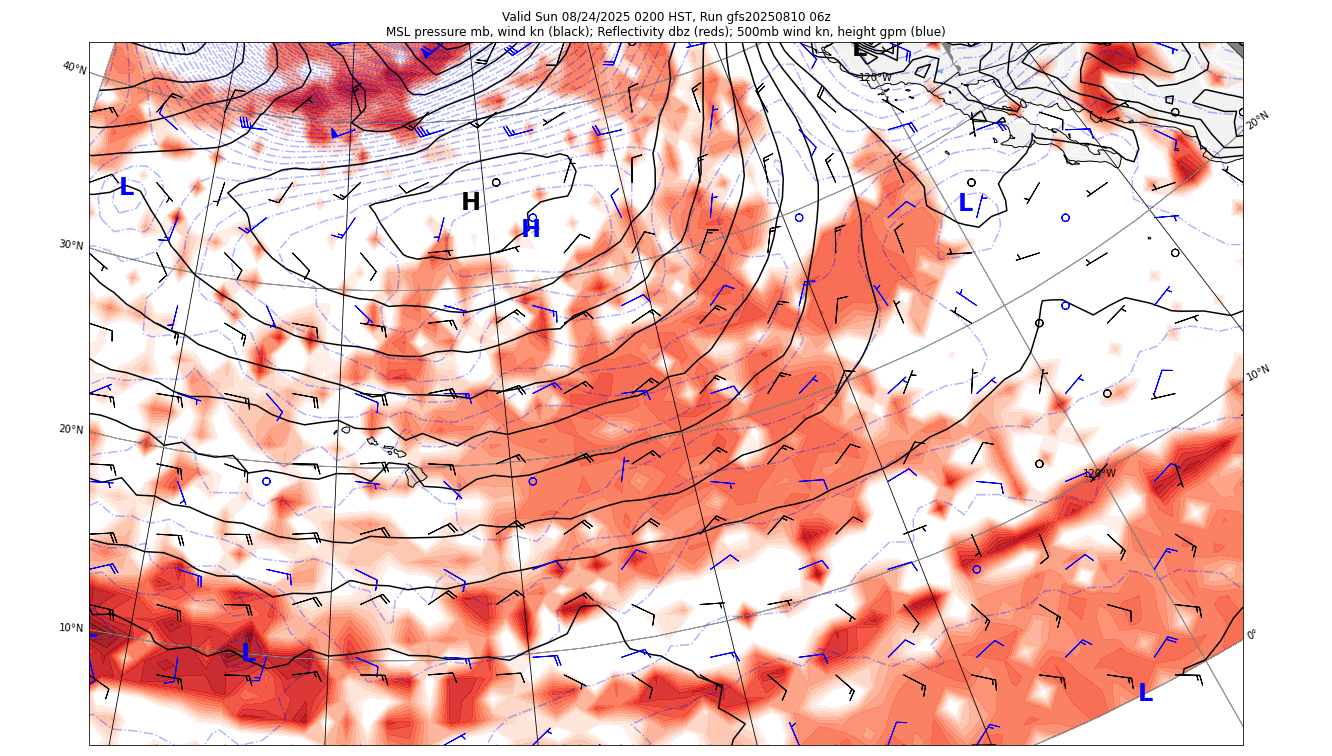 Valid Sun 08/24/2025 0200 HST, Run gfs20250810 06z
MSL pressure mb, wind kn (black); Reflectivity dbz (reds); 500mb wind kn, height gpm (blue)
L
40°N
120°W
20°N
L
H
L
H
30°N
10°N
20°N
120°W
10°N
L
0°
L
L